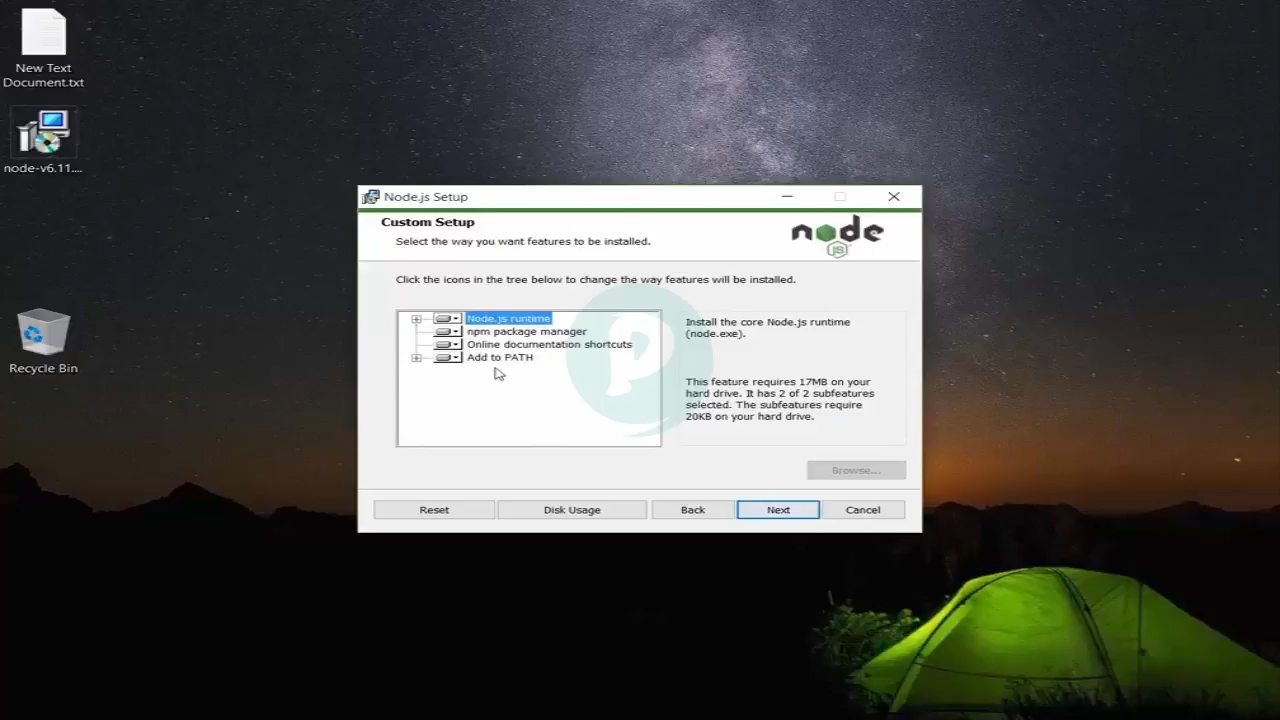 New Text
Document.txt
node-v6.11....
Recycle Bin
Node.js Setup
Custom Setup
Select the way you want features to be installed.
node
JS
Click the icons in the tree below to change the way features will be installed.
Node.js runtime
npm package manager
Online documentation shortcuts
Add to PATH
P
Install the core Node.js runtime
(node.exe).
This feature requires 17MB on your
hard drive. It has 2 of 2 subfeatures
selected. The subfeatures require
20KB on your hard drive.
Browse...
Reset
Disk Usage
Back
Next
Cancel